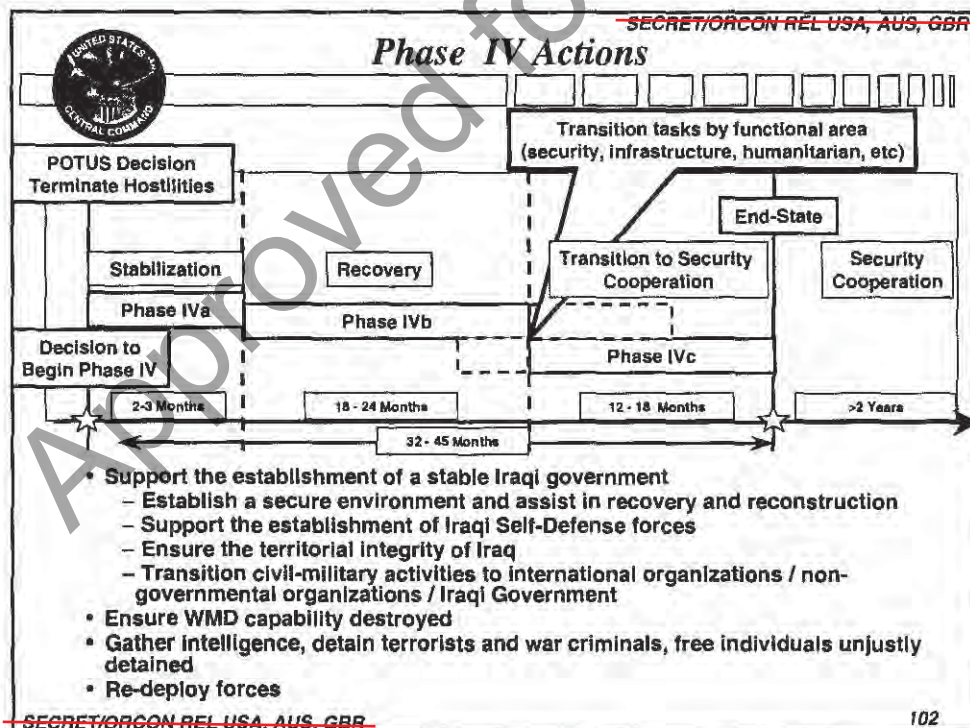 SECRET/ORCON REL USA, AUS, GBR
Phase IV Actions
UNITED STATES
CENTRAL COMMAND
Approved fo
Transition tasks by functional area
(security, infrastructure, humanitarian, etc)
POTUS Decision
Terminate Hostilities
End-State
Stabilization
Recovery
Transition to Security
Cooperation
Security
Cooperation
Phase IVa
Phase IVb
Phase IVc
Decision to
Begin Phase IV
2-3 Months
18 - 24 Months
12 - 18 Months
>2 Years
32 - 45 Months
• Support the establishment of a stable Iraqi government
– Establish a secure environment and assist in recovery and reconstruction
– Support the establishment of Iraqi Self-Defense forces
– Ensure the territorial integrity of Iraq
– Transition civil-military activities to international organizations / non-
governmental organizations / Iraqi Government
• Ensure WMD capability destroyed
• Gather intelligence, detain terrorists and war criminals, free individuals unjustly
detained
• Re-deploy forces
SECRET/ORCON REL USA, AUS, GBR
102